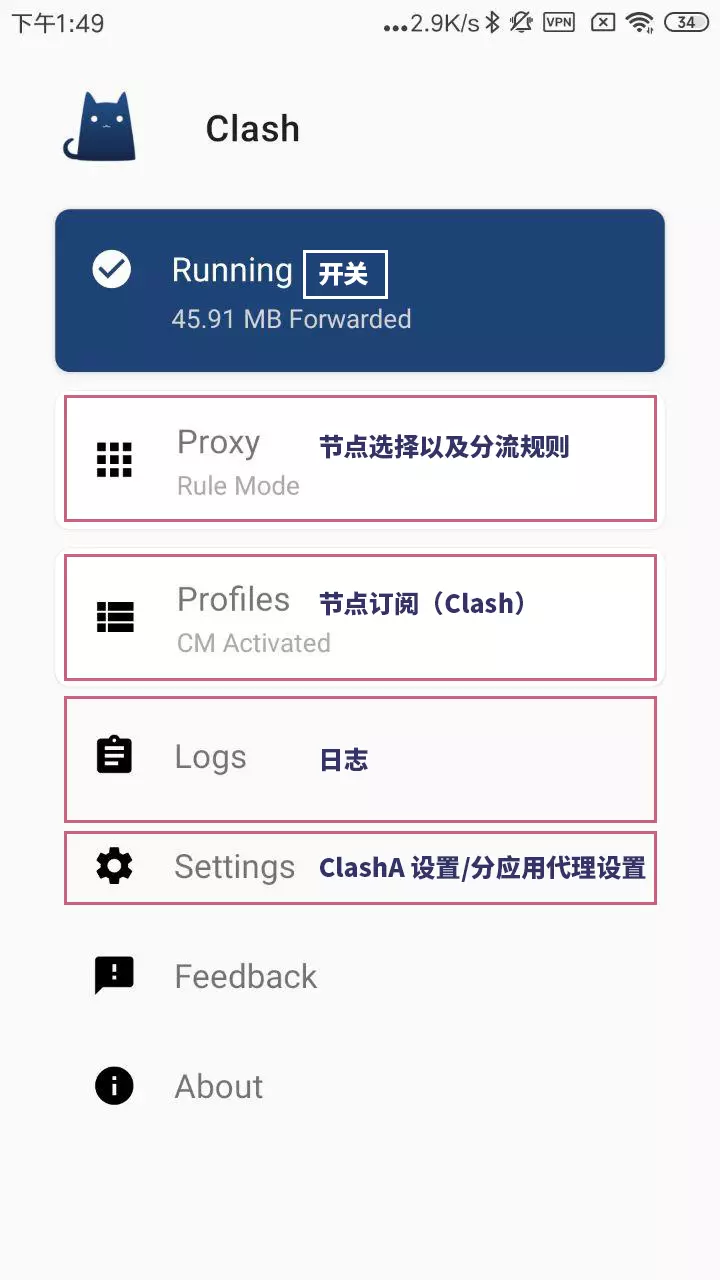 下午1:49 ...2.9K/s VPN 34
Clash
Running 开关
45.91 MB Forwarded
Proxy 节点选择以及分流规则
Rule Mode
Profiles 节点订阅（Clash）
CM Activated
Logs 日志
Settings ClashA 设置/分应用代理设置
Feedback
About